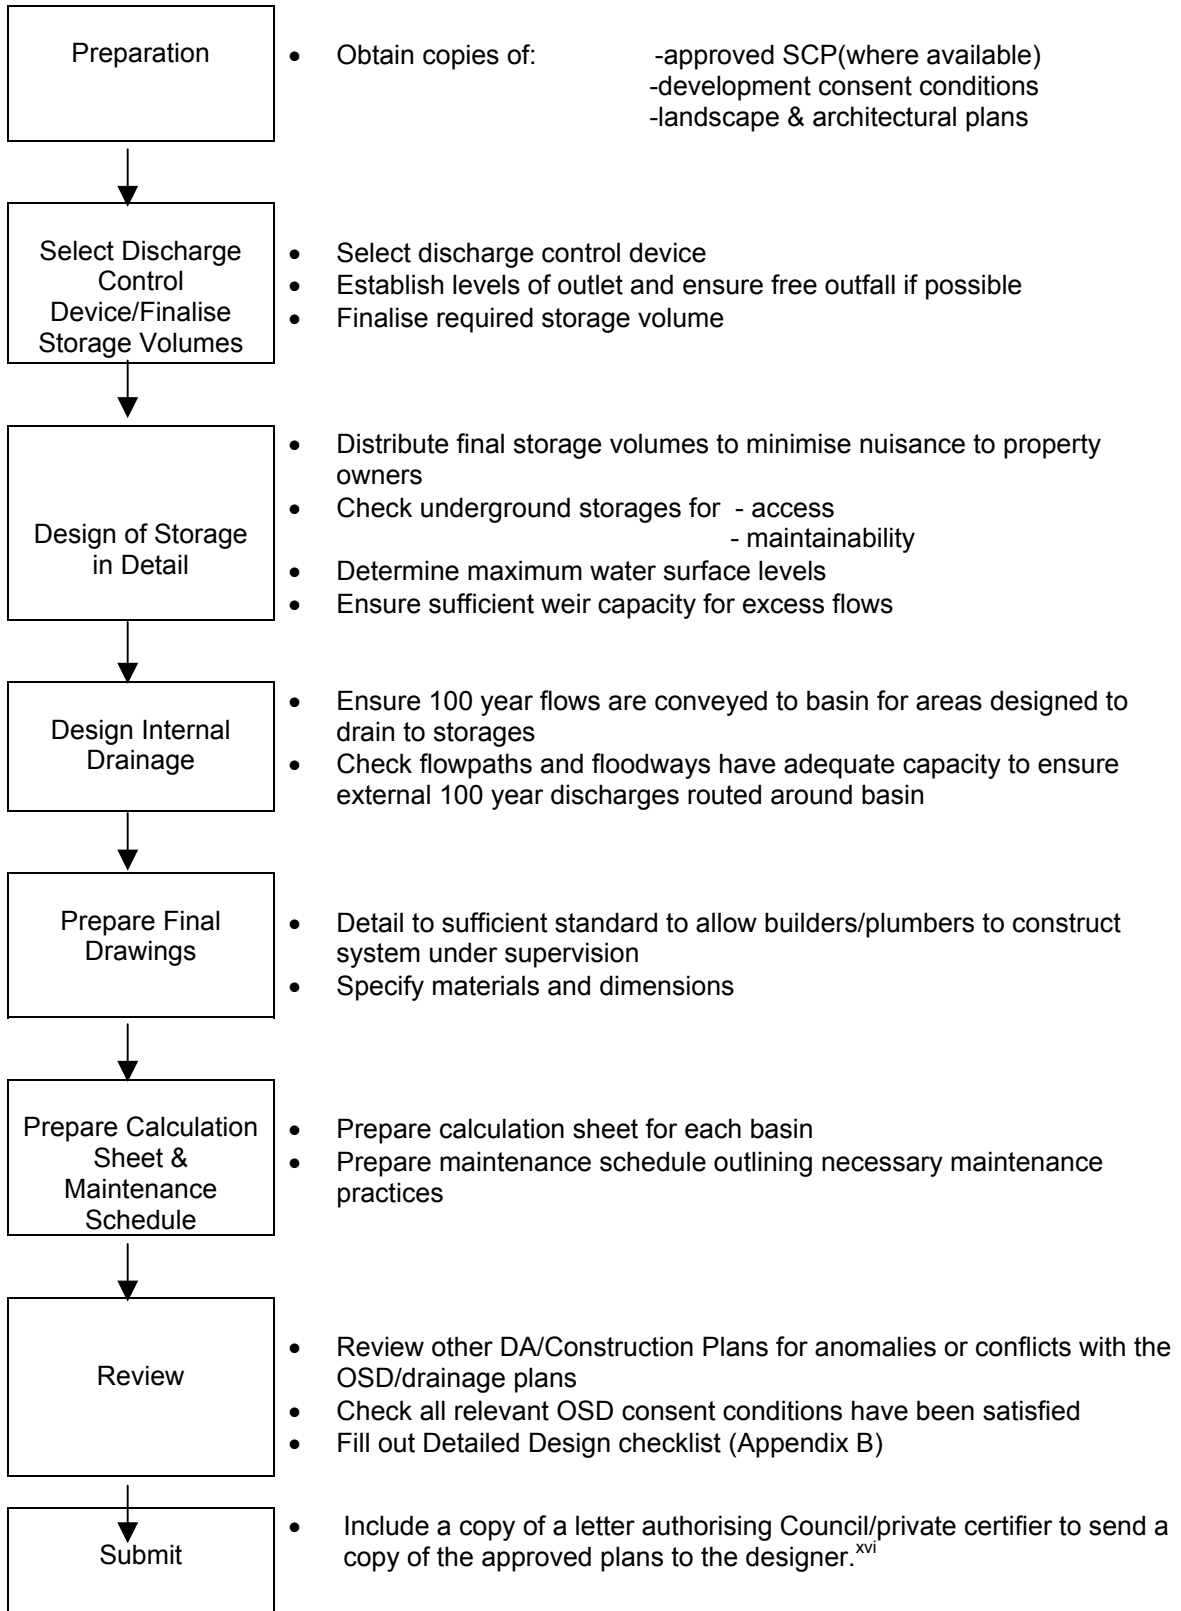 Preparation
• Obtain copies of: -approved SCP(where available)
-development consent conditions
-landscape & architectural plans
Select Discharge
Control
Device/Finalise
Storage Volumes
• Select discharge control device
• Establish levels of outlet and ensure free outfall if possible
• Finalise required storage volume
Design of Storage
in Detail
• Distribute final storage volumes to minimise nuisance to property
owners
• Check underground storages for - access
- maintainability
• Determine maximum water surface levels
• Ensure sufficient weir capacity for excess flows
Design Internal
Drainage
• Ensure 100 year flows are conveyed to basin for areas designed to
drain to storages
• Check flowpaths and floodways have adequate capacity to ensure
external 100 year discharges routed around basin
Prepare Final
Drawings
• Detail to sufficient standard to allow builders/plumbers to construct
system under supervision
• Specify materials and dimensions
Prepare Calculation
Sheet &
Maintenance
Schedule
• Prepare calculation sheet for each basin
• Prepare maintenance schedule outlining necessary maintenance
practices
Review
• Review other DA/Construction Plans for anomalies or conflicts with the
OSD/drainage plans
• Check all relevant OSD consent conditions have been satisfied
• Fill out Detailed Design checklist (Appendix B)
Submit
• Include a copy of a letter authorising Council/private certifier to send a
copy of the approved plans to the designer.xvi